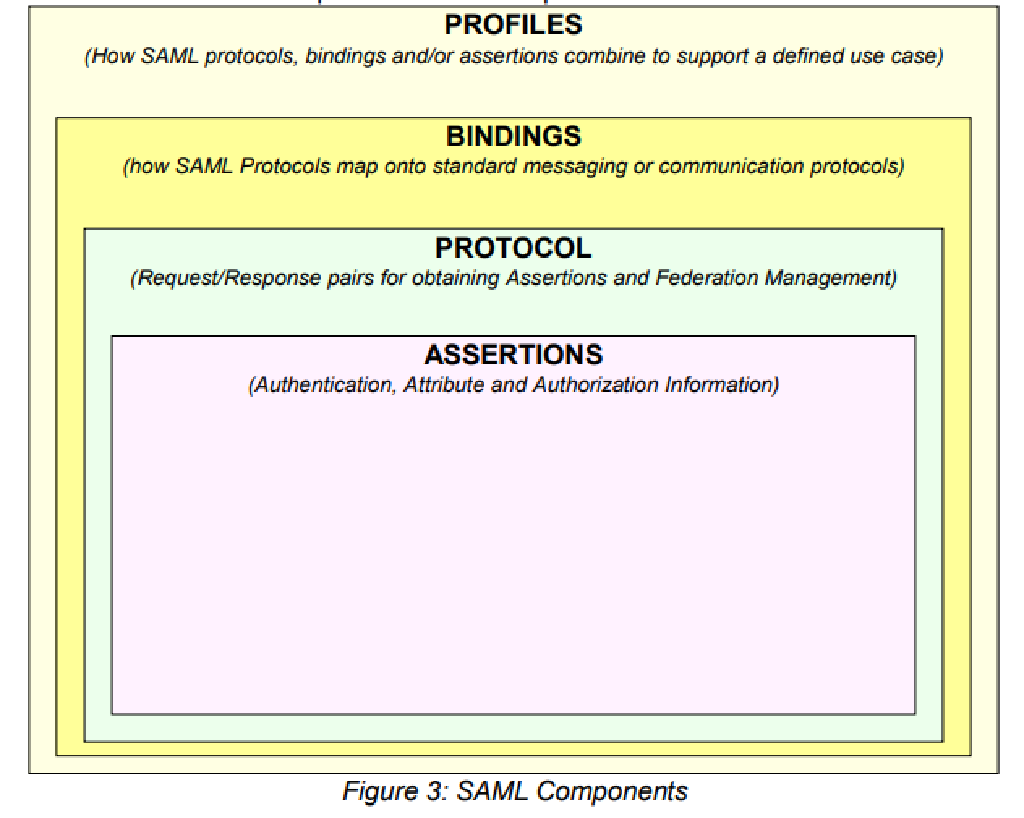 PROFILES
(How SAML protocols, bindings and/or assertions combine to support a defined use case)
BINDINGS
(how SAML Protocols map onto standard messaging or communication protocols)
PROTOCOL
(Request/Response pairs for obtaining Assertions and Federation Management)
ASSERTIONS
(Authentication, Attribute and Authorization Information)
Figure 3: SAML Components